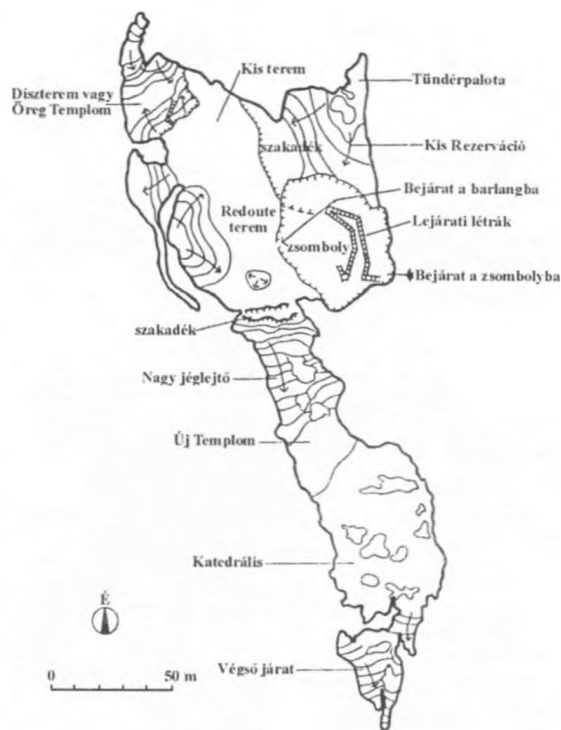 Kis terem
Tündérpalota
Díszterem vagy
Öreg Templom
szakadék
Kis Rezerváció
Bejárat a barlangba
Redoute
terem
zsomboly
Lejárati létrák
Bejárat a zsombolyba
szakadék
Nagy jéglejtő
Új Templom
Katedrális
É
Végső járat
0
50 m